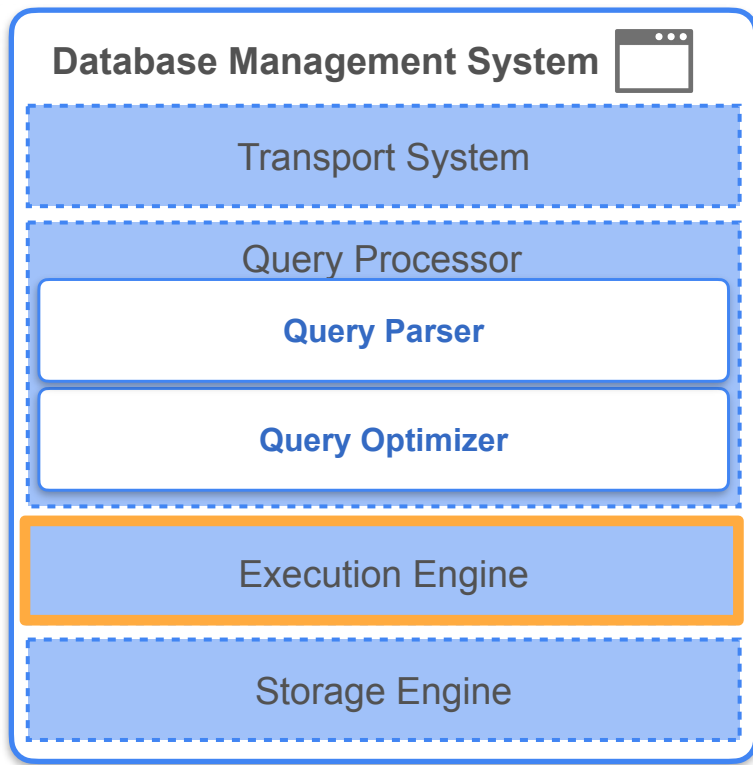 Database Management System
Transport System
Query Processor
Query Parser
Query Optimizer
Execution Engine
Storage Engine